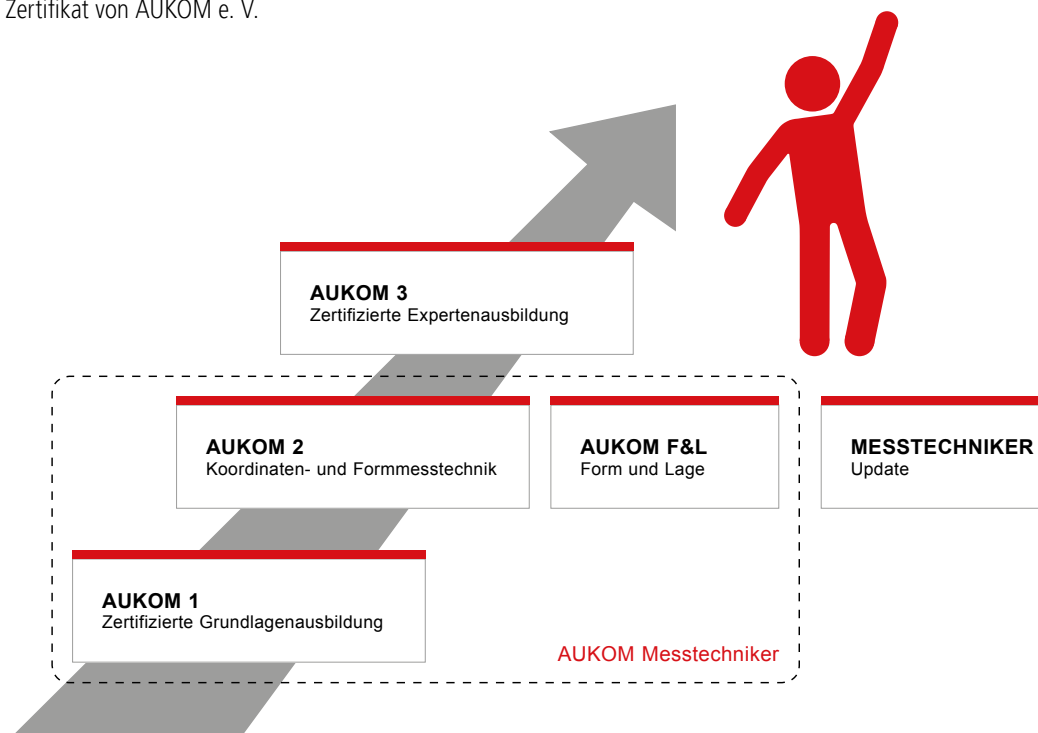 Zertifikat von AUKOM e. V.
AUKOM 3
Zertifizierte Expertenausbildung
AUKOM 2
Koordinaten- und Formmesstechnik
AUKOM F&L
Form und Lage
MESSTECHNIKER
Update
AUKOM 1
Zertifizierte Grundlagenausbildung
AUKOM Messtechniker